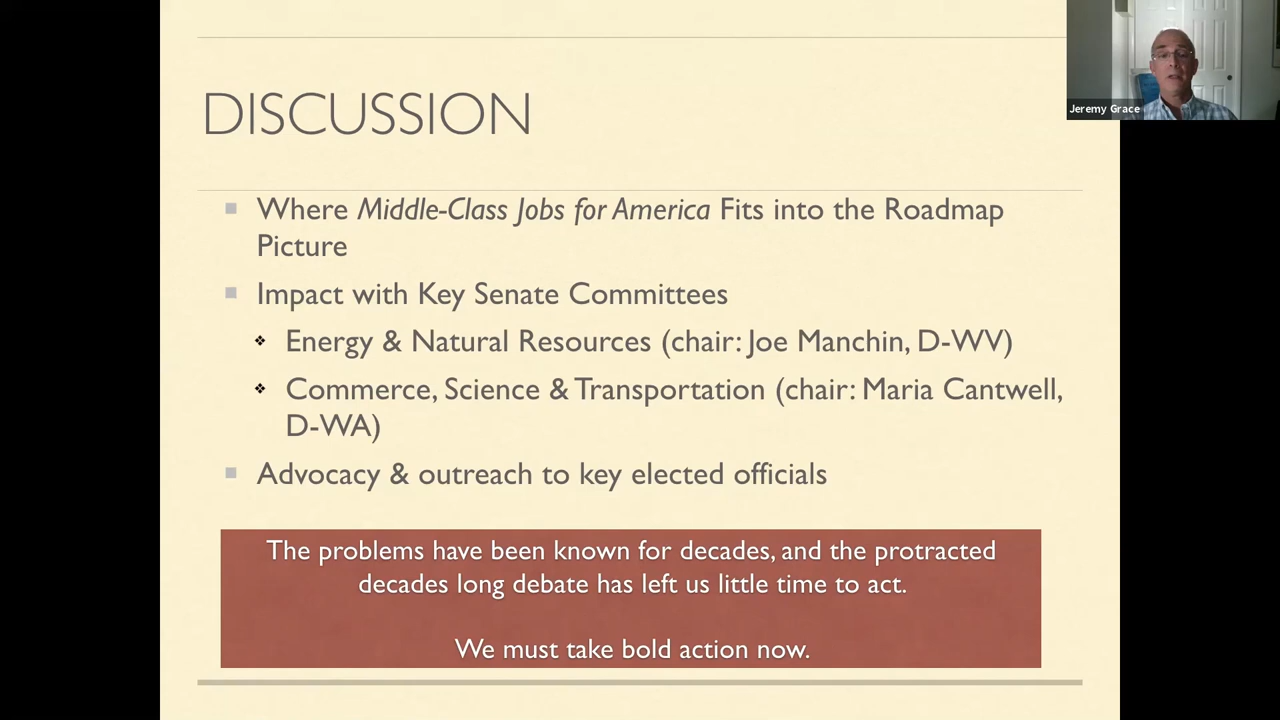 Jeremy Grace
DISCUSSION
Where Middle-Class Jobs for America Fits into the Roadmap
Picture
Impact with Key Senate Committees
Energy & Natural Resources (chair: Joe Manchin, D-WV)
Commerce, Science & Transportation (chair: Maria Cantwell,
D-WA)
Advocacy & outreach to key elected officials
The problems have been known for decades, and the protracted
decades long debate has left us little time to act.
We must take bold action now.